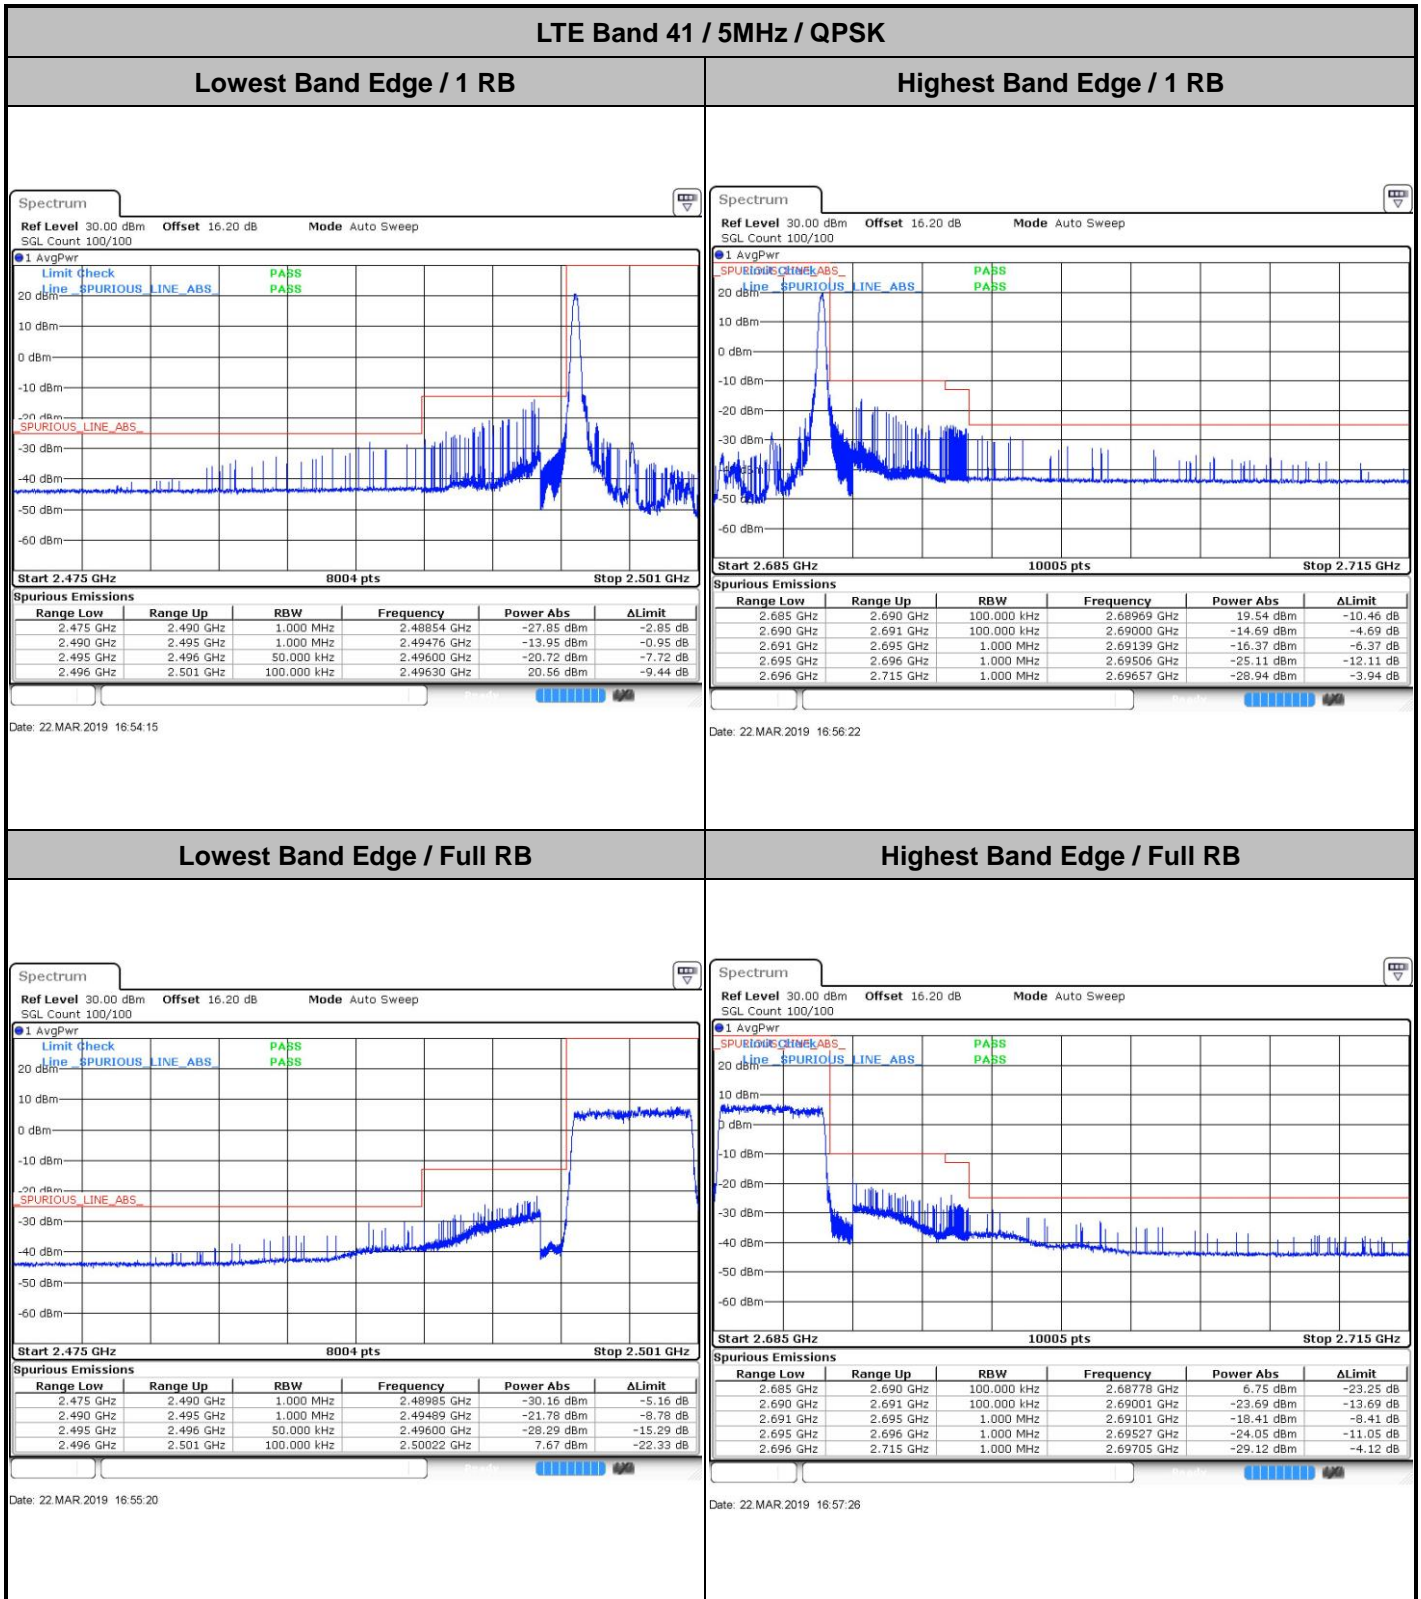 LTE Band 41 / 5MHz / QPSK
Lowest Band Edge / 1 RB
Highest Band Edge / 1 RB
Spectrum
Ref Level 30.00 dBm Offset 16.20 dB Mode Auto Sweep
SGL Count 100/100
1 AvgPwr
Limit Check PASS
Line _SPURIOUS_LINE_ABS_ PASS
20 dBm
10 dBm
0 dBm
-10 dBm
-20 dBm
_SPURIOUS_LINE_ABS_
-30 dBm
-40 dBm
-50 dBm
-60 dBm
Start 2.475 GHz 8004 pts Stop 2.501 GHz
Spurious Emissions
Range Low Range Up RBW Frequency Power Abs ΔLimit
2.475 GHz 2.490 GHz 1.000 MHz 2.48854 GHz -27.85 dBm -2.85 dB
2.490 GHz 2.495 GHz 1.000 MHz 2.49476 GHz -13.95 dBm -0.95 dB
2.495 GHz 2.496 GHz 50.000 kHz 2.49600 GHz -20.72 dBm -7.72 dB
2.496 GHz 2.501 GHz 100.000 kHz 2.49630 GHz 20.56 dBm -9.44 dB
Date: 22.MAR.2019 16:54:15
Spectrum
Ref Level 30.00 dBm Offset 16.20 dB Mode Auto Sweep
SGL Count 100/100
1 AvgPwr
_SPURIOUS_LINE_ABS_
Limit Check PASS
Line _SPURIOUS_LINE_ABS_ PASS
20 dBm
10 dBm
0 dBm
-10 dBm
-20 dBm
-30 dBm
-50 dBm
-60 dBm
Start 2.685 GHz 10005 pts Stop 2.715 GHz
Spurious Emissions
Range Low Range Up RBW Frequency Power Abs ΔLimit
2.685 GHz 2.690 GHz 100.000 kHz 2.68969 GHz 19.54 dBm -10.46 dB
2.690 GHz 2.691 GHz 100.000 kHz 2.69000 GHz -14.69 dBm -4.69 dB
2.691 GHz 2.695 GHz 1.000 MHz 2.69139 GHz -16.37 dBm -6.37 dB
2.695 GHz 2.696 GHz 1.000 MHz 2.69506 GHz -25.11 dBm -12.11 dB
2.696 GHz 2.715 GHz 1.000 MHz 2.69657 GHz -28.94 dBm -3.94 dB
Ready
Date: 22.MAR.2019 16:56:22
Lowest Band Edge / Full RB
Highest Band Edge / Full RB
Spectrum
Ref Level 30.00 dBm Offset 16.20 dB Mode Auto Sweep
SGL Count 100/100
1 AvgPwr
Limit Check PASS
Line _SPURIOUS_LINE_ABS_ PASS
20 dBm
10 dBm
0 dBm
-10 dBm
-20 dBm
_SPURIOUS_LINE_ABS_
-30 dBm
-40 dBm
-50 dBm
-60 dBm
Start 2.475 GHz 8004 pts Stop 2.501 GHz
Spurious Emissions
Range Low Range Up RBW Frequency Power Abs ΔLimit
2.475 GHz 2.490 GHz 1.000 MHz 2.48985 GHz -30.16 dBm -5.16 dB
2.490 GHz 2.495 GHz 1.000 MHz 2.49489 GHz -21.78 dBm -8.78 dB
2.495 GHz 2.496 GHz 50.000 kHz 2.49600 GHz -28.29 dBm -15.29 dB
2.496 GHz 2.501 GHz 100.000 kHz 2.50022 GHz 7.67 dBm -22.33 dB
Date: 22.MAR.2019 16:55:20
Spectrum
Ref Level 30.00 dBm Offset 16.20 dB Mode Auto Sweep
SGL Count 100/100
1 AvgPwr
_SPURIOUS_LINE_ABS_
Limit Check PASS
Line _SPURIOUS_LINE_ABS_ PASS
20 dBm
10 dBm
0 dBm
-10 dBm
-20 dBm
-30 dBm
-40 dBm
-50 dBm
-60 dBm
Start 2.685 GHz 10005 pts Stop 2.715 GHz
Spurious Emissions
Range Low Range Up RBW Frequency Power Abs ΔLimit
2.685 GHz 2.690 GHz 100.000 kHz 2.68778 GHz 6.75 dBm -23.25 dB
2.690 GHz 2.691 GHz 100.000 kHz 2.69001 GHz -23.69 dBm -13.69 dB
2.691 GHz 2.695 GHz 1.000 MHz 2.69101 GHz -18.41 dBm -8.41 dB
2.695 GHz 2.696 GHz 1.000 MHz 2.69527 GHz -24.05 dBm -11.05 dB
2.696 GHz 2.715 GHz 1.000 MHz 2.69705 GHz -29.12 dBm -4.12 dB
Ready
Date: 22.MAR.2019 16:57:26